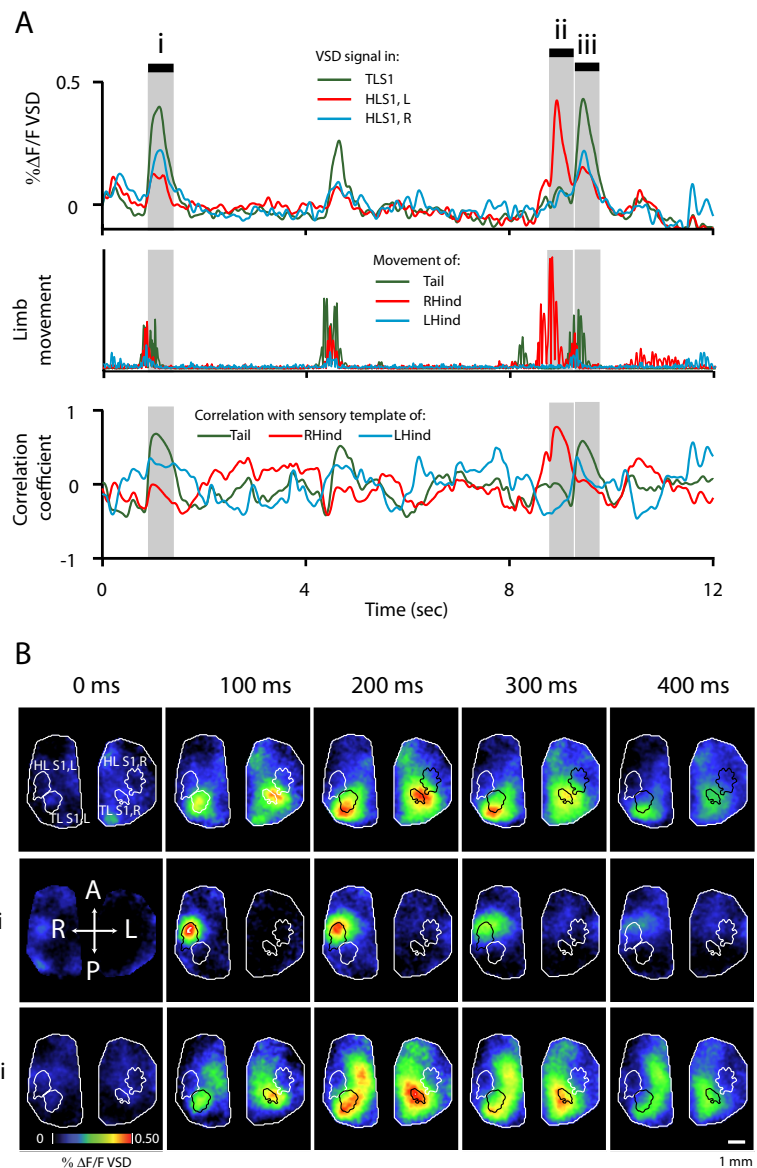 A
i
ii
iii
VSD signal in:
TLS1
HLS1, L
HLS1, R
0.5
0
%ΔF/F VSD
Movement of:
Tail
RHind
LHind
Limb movement
Correlation with sensory template of:
Tail RHind LHind
1
0
-1
Correlation coefficient
0 4 8 12
Time (sec)
B
0 ms 100 ms 200 ms 300 ms 400 ms
HL S1,L HL S1,R
TL S1,L TL S1,R
i
A
R L
P
i
0 0.50
% ΔF/F VSD
1 mm